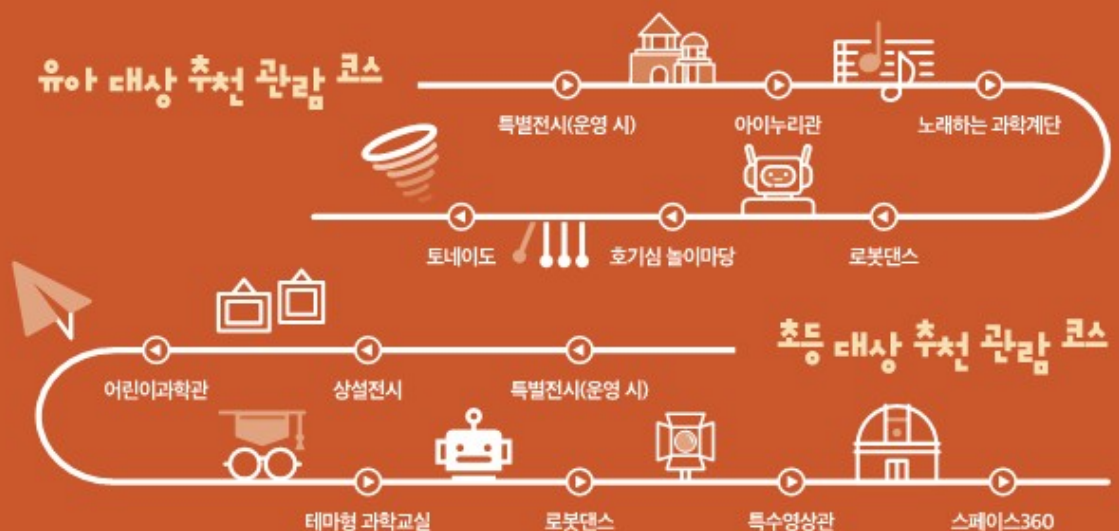 유아 대상 추천 관람 코스
특별전시(운영 시)
아이누리관
노래하는 과학계단
로봇댄스
호기심 놀이마당
토네이도
초등 대상 추천 관람 코스
특별전시(운영 시)
상설전시
어린이과학관
테마형 과학교실
로봇댄스
특수영상관
스페이스360